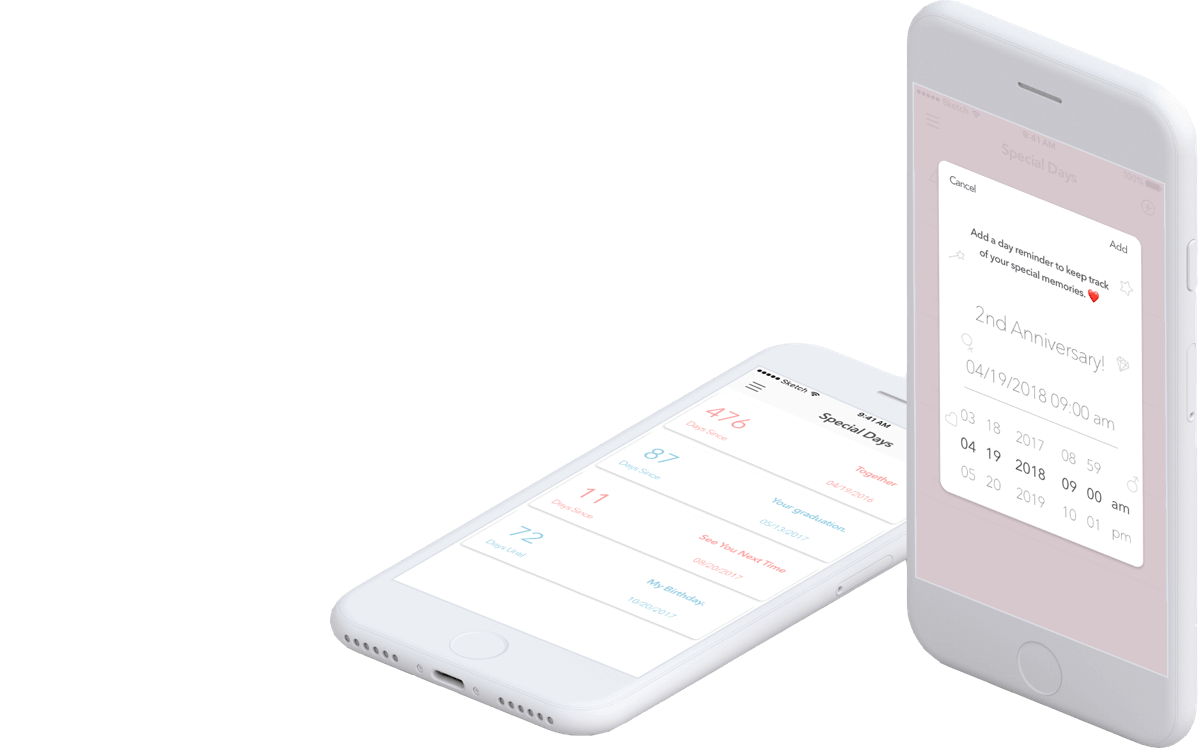 Sketch
9:41 AM
Special Days
476
Days Since
Together
04/19/2016
87
Days Since
Your graduation.
05/13/2017
11
Days Since
See You Next Time
08/20/2017
72
Days Until
My Birthday.
10/20/2017
Sketch
9:41 AM
100%
Special Days
Cancel
Add
Add a day reminder to keep track
of your special memories. ❤️
2nd Anniversary!
04/19/2018 09:00 am
03 18 2017 08 59
04 19 2018 09 00 am
05 20 2019 10 01 pm